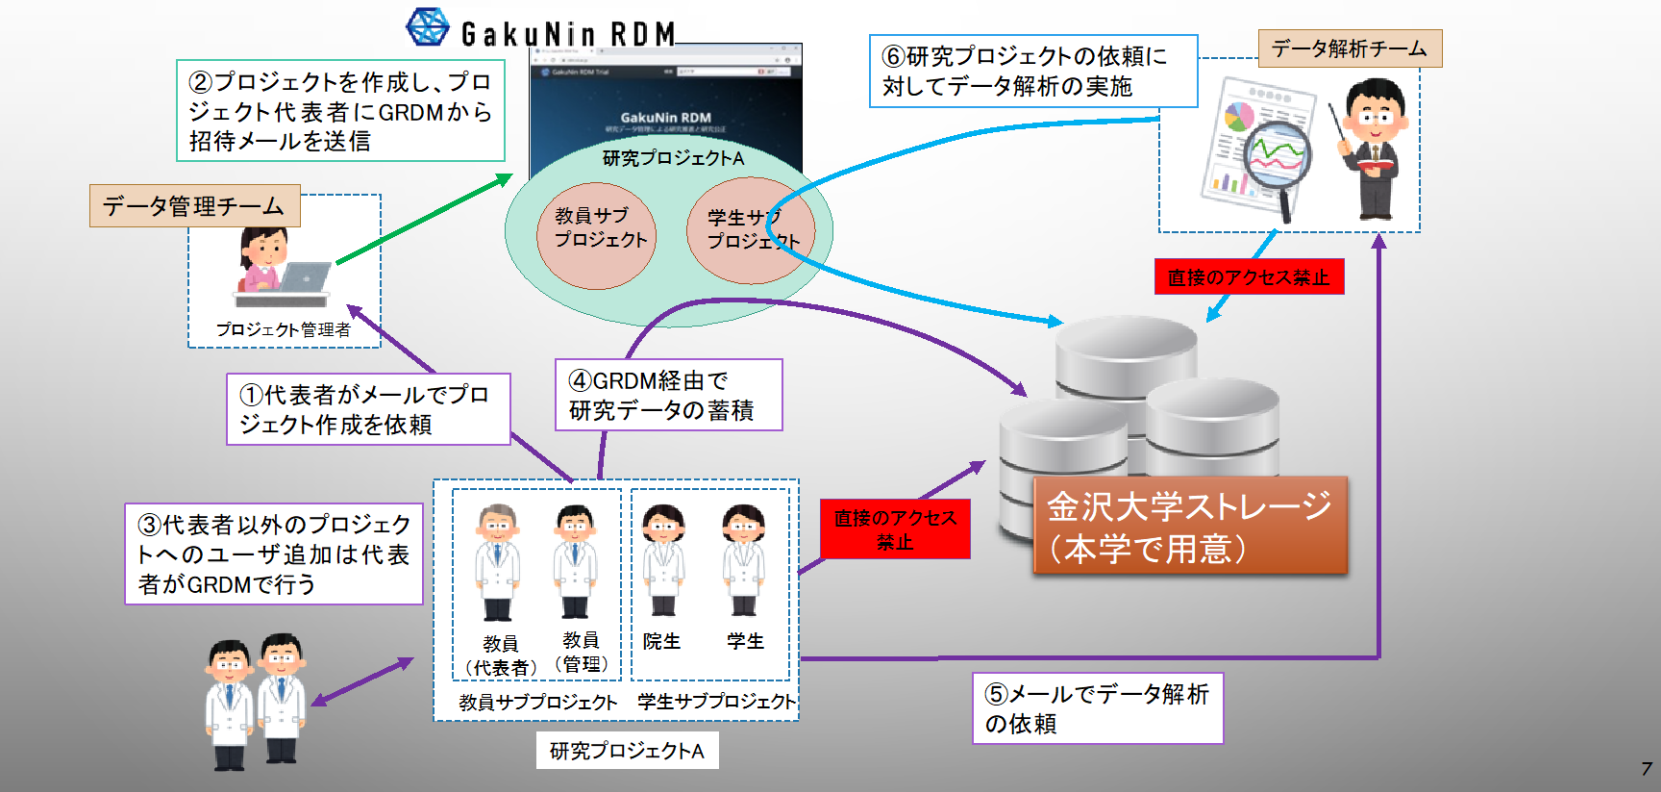 GakuNin RDM
②プロジェクトを作成し、プロ
ジェクト代表者にGRDMから
招待メールを送信
GakuNin RDM Trial
GakuNin RDM
研究プロジェクトA
教員サブ
プロジェクト
学生サブ
プロジェクト
⑥研究プロジェクトの依頼に
対してデータ解析の実施
データ解析チーム
データ管理チーム
プロジェクト管理者
直接のアクセス禁止
①代表者がメールでプロ
ジェクト作成を依頼
④GRDM経由で
研究データの蓄積
③代表者以外のプロジェク
トへのユーザ追加は代表
者がGRDMで行う
直接のアクセス
禁止
金沢大学ストレージ
（本学で用意）
教員
（代表者）
教員
（管理）
院生
学生
教員サブプロジェクト
学生サブプロジェクト
研究プロジェクトA
⑤メールでデータ解析
の依頼
7